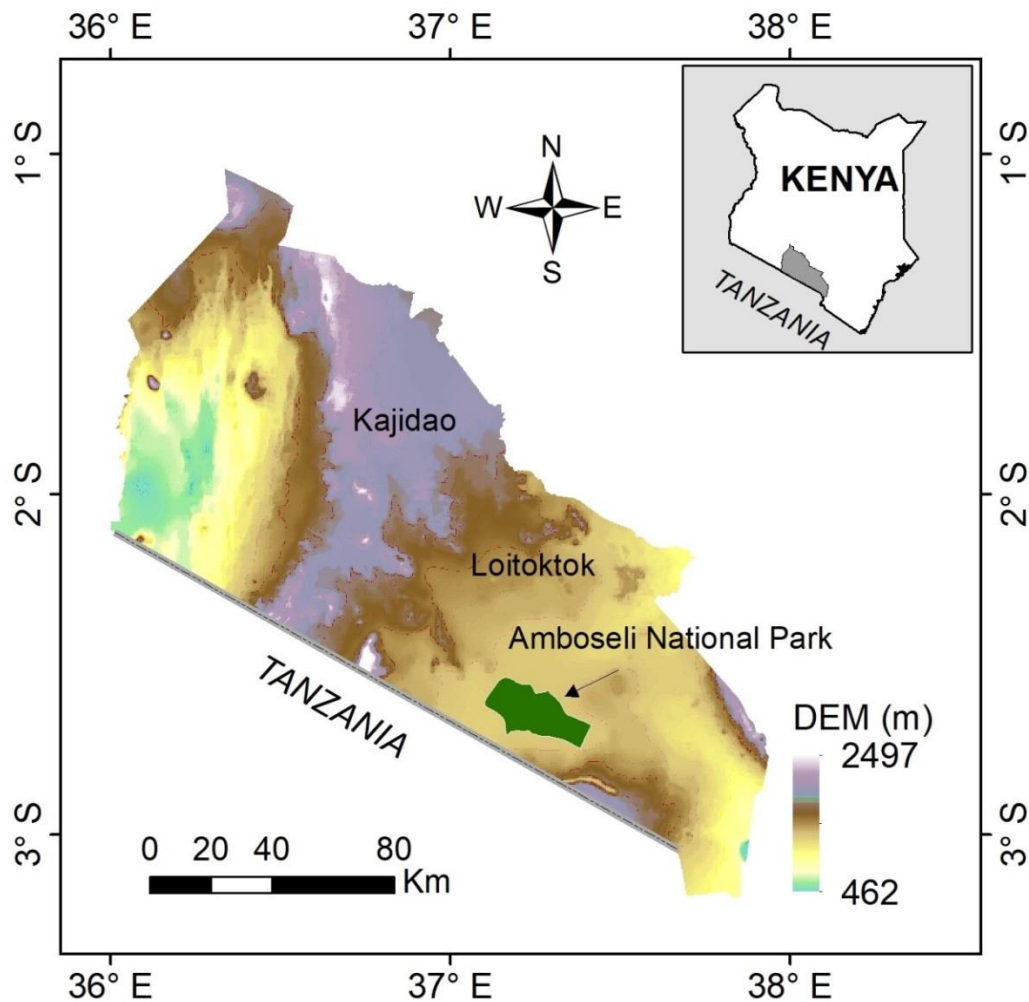 36° E
37° E
38° E
1° S
1° S
N
W
E
S
KENYA
TANZANIA
Kajidao
2° S
2° S
Loitoktok
Amboseli National Park
TANZANIA
DEM (m)
2497
462
3° S
3° S
0 20 40 80
Km
36° E
37° E
38° E